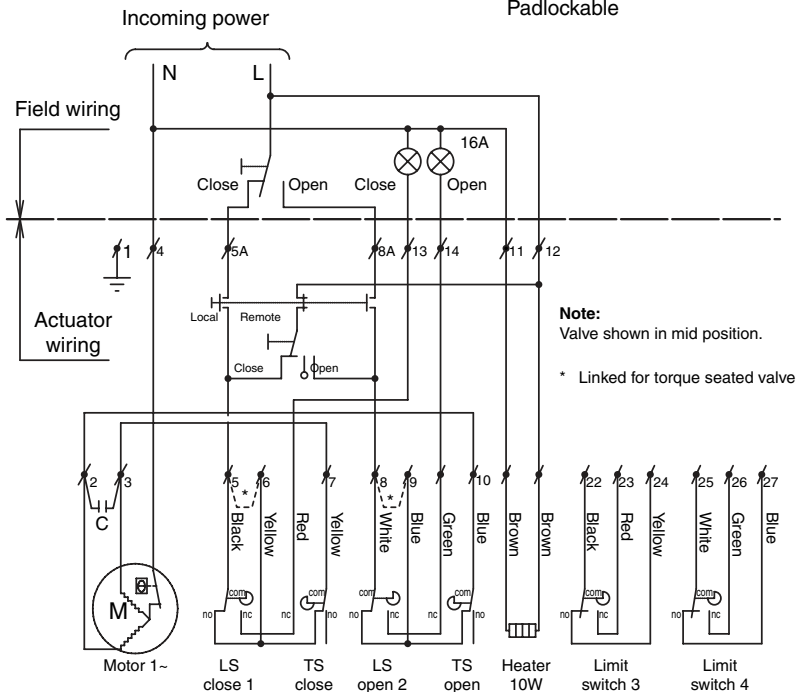 Padlockable
Incoming power
N L
Field wiring
16A
Close Open Close Open
1 4 5A 8A 13 14 11 12
Local Remote
Actuator
wiring
Close Open
Note:
Valve shown in mid position.
* Linked for torque seated valve
2 3 5 6 7 8 9 10 22 23 24 25 26 27
* *
C
Black Yellow Red Yellow White Blue Green Blue Brown Brown Black Red Yellow White Green Blue
com com com com com com
M
no nc nc no no nc nc no no nc no nc
Motor 1~
LS
close 1
TS
close
LS
open 2
TS
open
Heater
10W
Limit
switch 3
Limit
switch 4